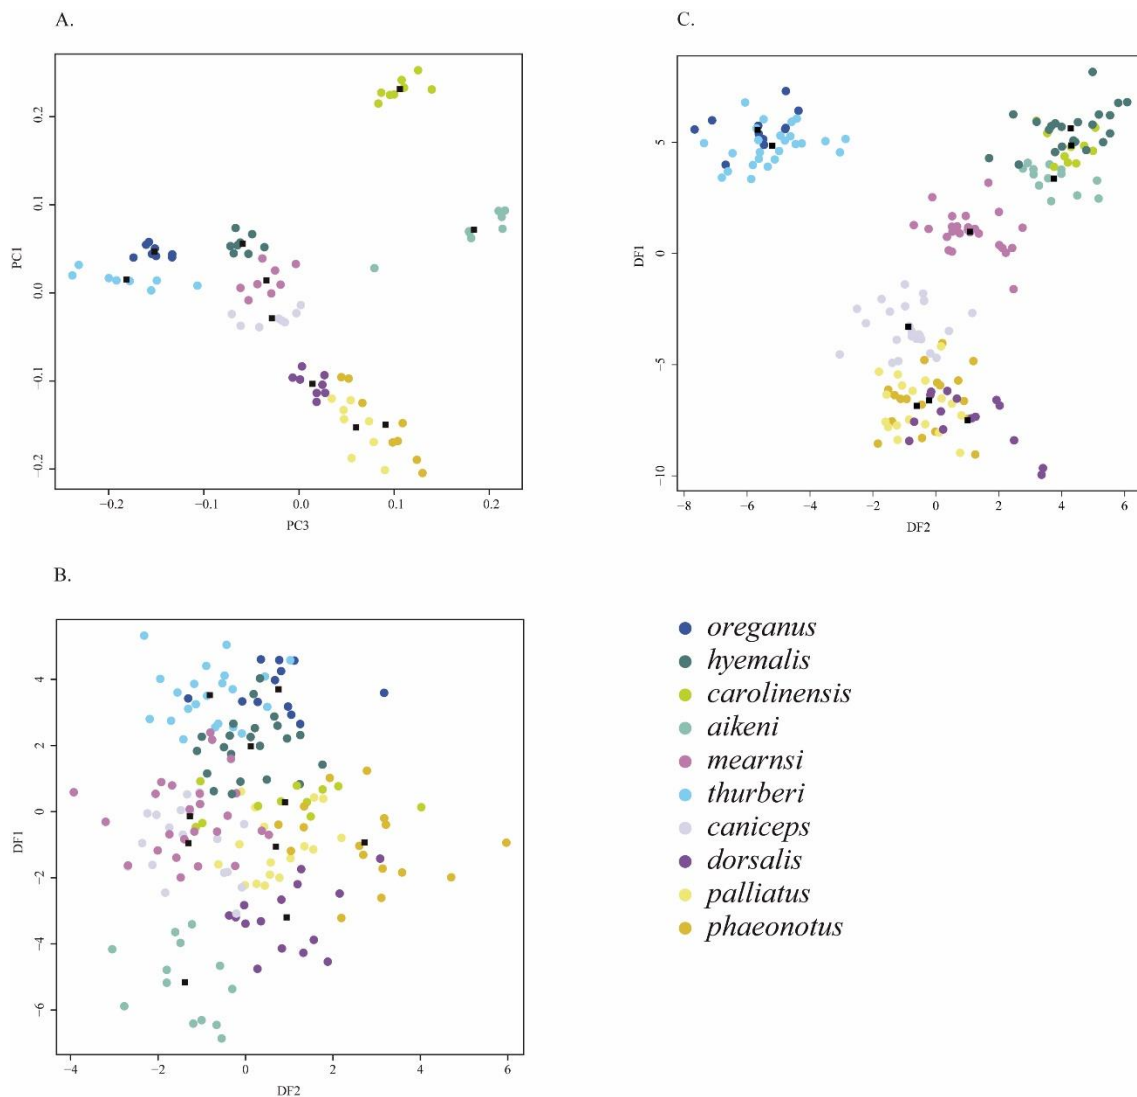 A.
PC1
0.2
0.1
0.0
−0.1
−0.2
−0.2
−0.1
0.0
0.1
0.2
PC3
C.
DF1
5
0
−5
−10
−8
−6
−4
−2
0
2
4
6
DF2
B.
DF1
4
2
0
−2
−4
−6
−4
−2
0
2
4
6
DF2
oreganus
hyemalis
carolinensis
aikeni
mearnsi
thurberi
caniceps
dorsalis
palliatus
phaeonotus